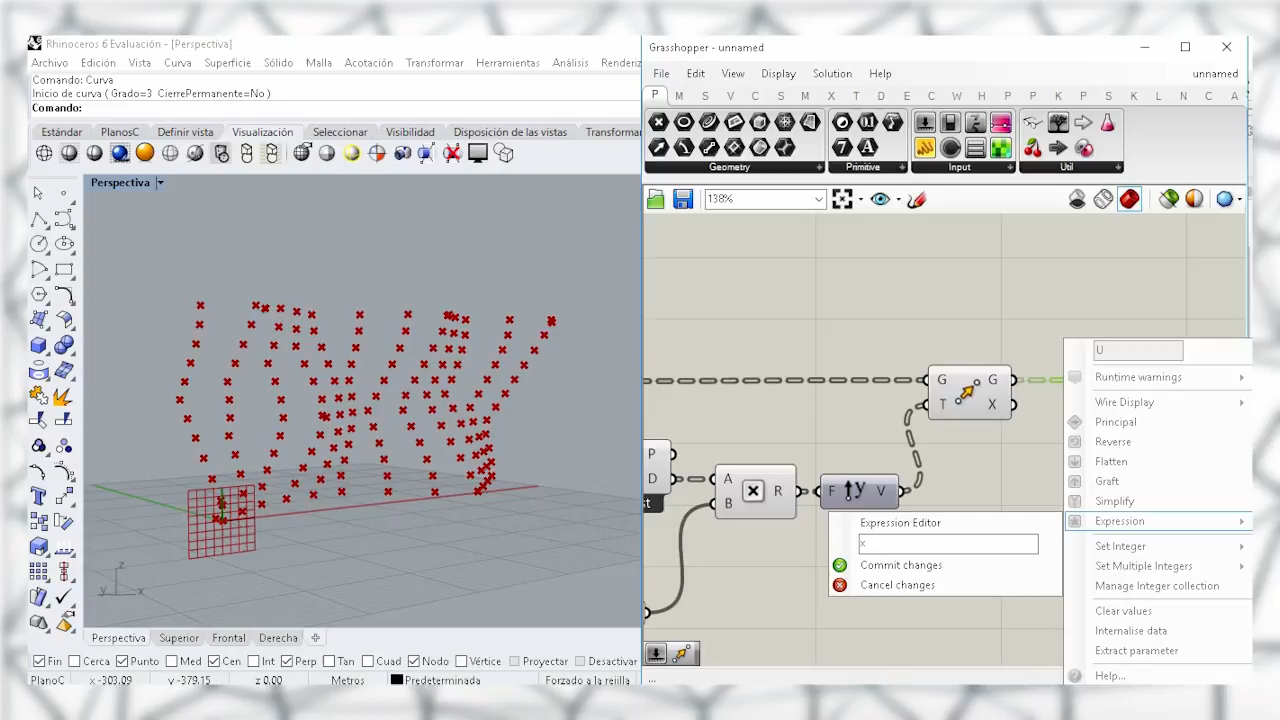 Rhinoceros 6 Evaluación - [Perspectiva]
Archivo Edición Vista Curva Superficie Sólido Malla Acotación Transformar Herramientas Análisis Renderiz
Comando: Curva
Inicio de curva ( Grado=3 CierrePermanente=No )
Comando:
Estándar PlanosC Definir vista Visualización Seleccionar Visibilidad Disposición de las Transformar
Perspectiva
z
y x
Perspectiva Superior Frontal Derecha
Fin Cerca Punto Med Cen Int Perp Tan Nodo Vértice Proyectar Desactivar
PlanoC x -303.09 y -379.15 z 0.00 Metros Predeterminada Forzado a la rejilla
Grasshopper - unnamed
File Edit View Display Solution Help unnamed
P M S V C S M X T D E C W H P P K P S K L N C A
Geometry Primitive Input Util
138%
G G
T X
P
D
A R
B
F y V
st
Expression Editor
x
Commit changes
Cancel changes
U
Runtime warnings
Wire Display
Principal
Reverse
Flatten
Graft
Simplify
Expression
Set Integer
Set Multiple Integers
Manage Integer collection
Clear values
Internalise data
Extract parameter
Help...
...